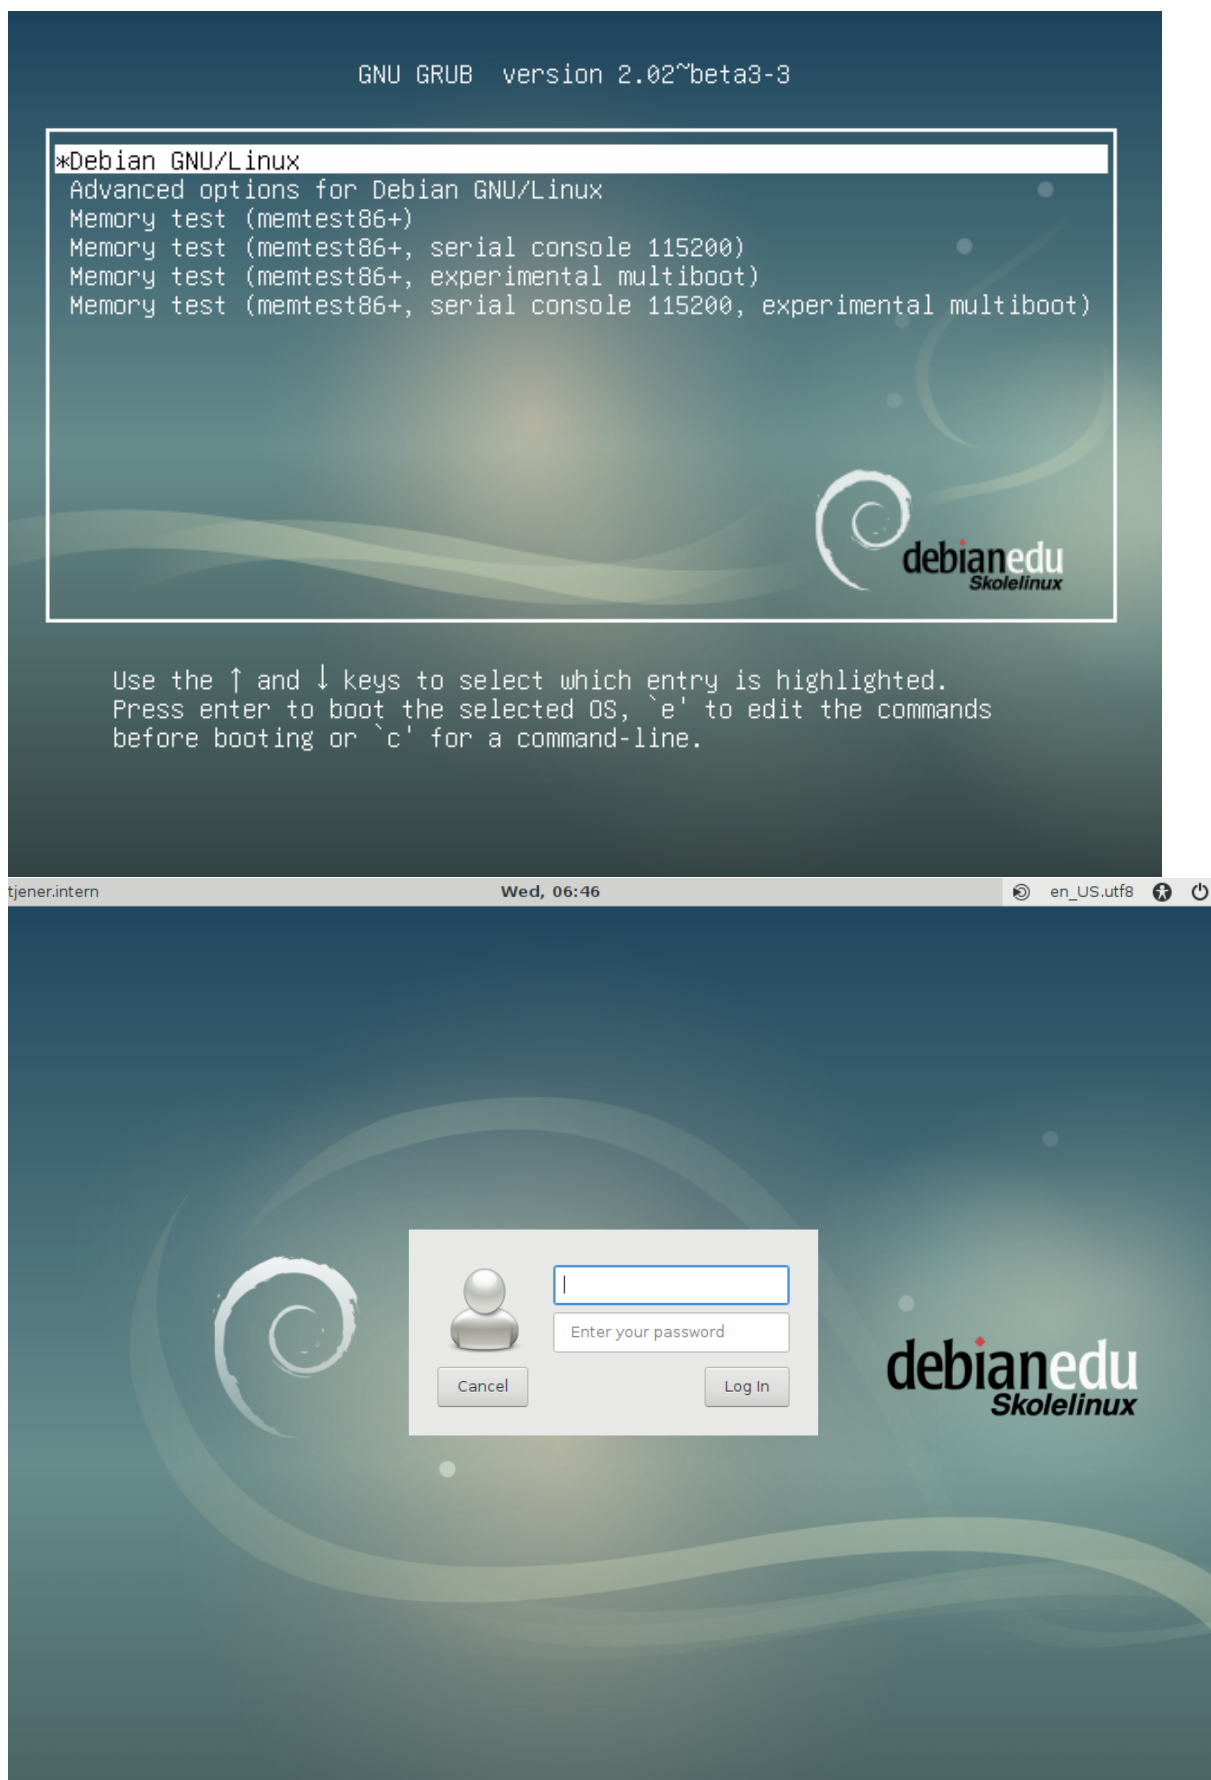 GNU GRUB  version 2.02~beta3-3
*Debian GNU/Linux
Advanced options for Debian GNU/Linux
Memory test (memtest86+)
Memory test (memtest86+, serial console 115200)
Memory test (memtest86+, experimental multiboot)
Memory test (memtest86+, serial console 115200, experimental multiboot)
debianedu
Skolelinux
Use the ↑ and ↓ keys to select which entry is highlighted.
Press enter to boot the selected OS, `e' to edit the commands
before booting or `c' for a command-line.
tjener.intern Wed, 06:46 en_US.utf8
Enter your password
Cancel Log In
debianedu
Skolelinux